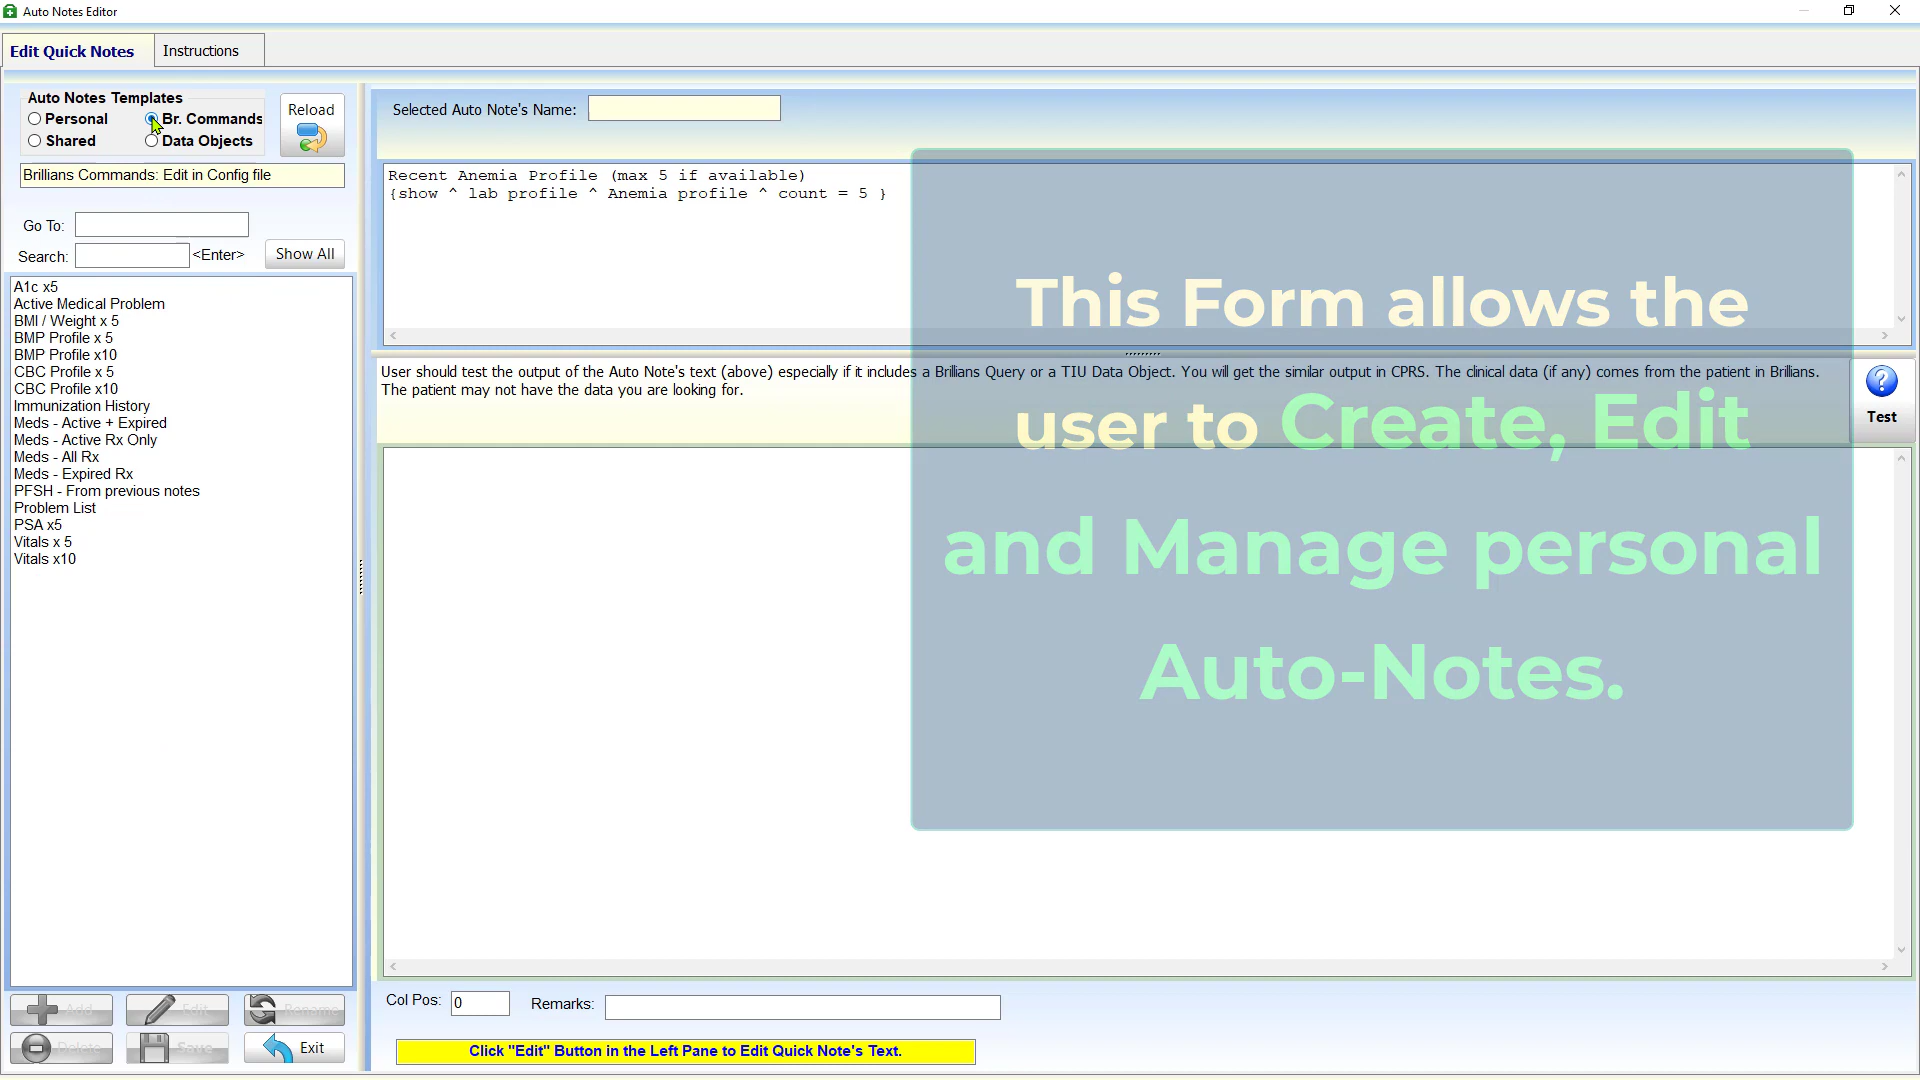 Auto Notes Editor
Edit Quick Notes
Instructions
Auto Notes Templates
Personal
Br. Commands
Shared
Data Objects
Reload
Brillians Commands: Edit in Config file
Go To:
Search:
<Enter>
Show All
A1c x5
Active Medical Problem
BMI / Weight x 5
BMP Profile x 5
BMP Profile x10
CBC Profile x 5
CBC Profile x10
Immunization History
Meds - Active + Expired
Meds - Active Rx Only
Meds - All Rx
Meds - Expired Rx
PFSH - From previous notes
Problem List
PSA x5
Vitals x 5
Vitals x10
Add
Edit
Rename
Delete
Save
Exit
Selected Auto Note's Name:
Recent Anemia Profile (max 5 if available)
{show ^ lab profile ^ Anemia profile ^ count = 5 }
User should test the output of the Auto Note's text (above) especially if it includes a Brillians Query or a TIU Data Object. You will get the similar output in CPRS. The clinical data (if any) comes from the patient in Brillians.
The patient may not have the data you are looking for.
Test
This Form allows the
user to Create, Edit
and Manage personal
Auto-Notes.
Col Pos:
0
Remarks:
Click "Edit" Button in the Left Pane to Edit Quick Note's Text.